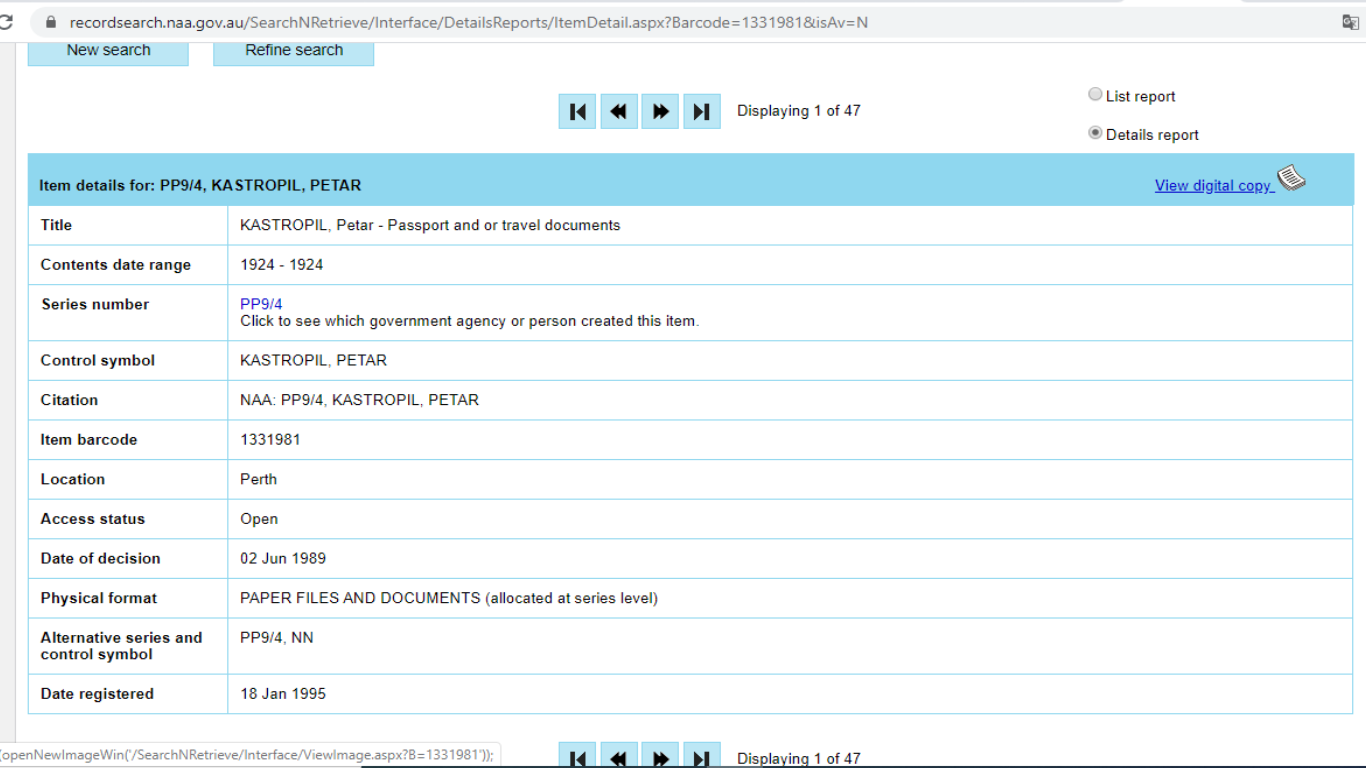 recordsearch.naa.gov.au/SearchNRetrieve/Interface/DetailsReports/ItemDetail.aspx?Barcode=1331981&isAv=N
New search Refine search
Displaying 1 of 47
List report
Details report
Item details for: PP9/4, KASTROPIL, PETAR View digital copy
Title KASTROPIL, Petar - Passport and or travel documents
Contents date range 1924 - 1924
Series number PP9/4
Click to see which government agency or person created this item.
Control symbol KASTROPIL, PETAR
Citation NAA: PP9/4, KASTROPIL, PETAR
Item barcode 1331981
Location Perth
Access status Open
Date of decision 02 Jun 1989
Physical format PAPER FILES AND DOCUMENTS (allocated at series level)
Alternative series and control symbol PP9/4, NN
Date registered 18 Jan 1995
(openNewImageWin('/SearchNRetrieve/Interface/ViewImage.aspx?B=1331981'));
Displaying 1 of 47